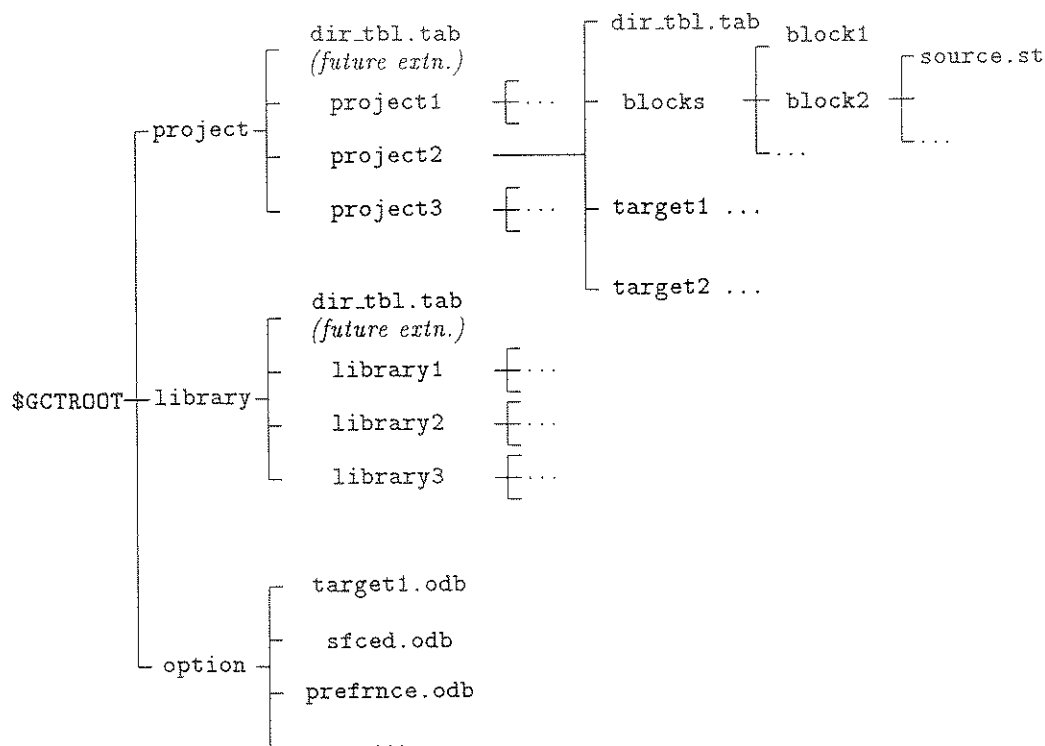 dir_tbl.tab
(future extn.)
project1 ...
project2
project3 ...
project
dir_tbl.tab
blocks
block1
block2
...
source.st
...
target1 ...
target2 ...
dir_tbl.tab
(future extn.)
library1 ...
library2 ...
library3 ...
$GCTROOT
library
target1.odb
sfced.odb
option
prefrnce.odb
...